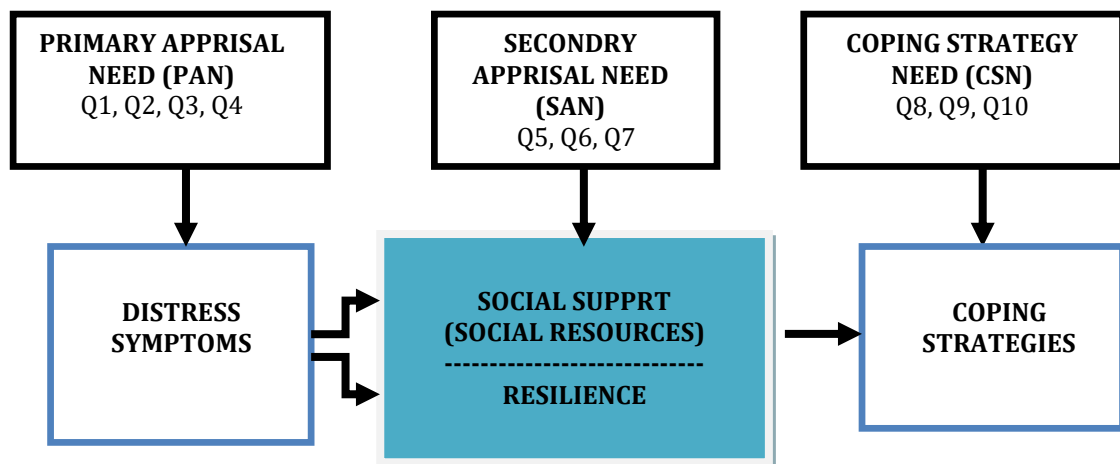 PRIMARY APPRISAL
NEED (PAN)
Q1, Q2, Q3, Q4
SECONDRY
APPRISAL NEED
(SAN)
Q5, Q6, Q7
COPING STRATEGY
NEED (CSN)
Q8, Q9, Q10
DISTRESS
SYMPTOMS
SOCIAL SUPPRT
(SOCIAL RESOURCES)
-----------------------------
RESILIENCE
COPING
STRATEGIES